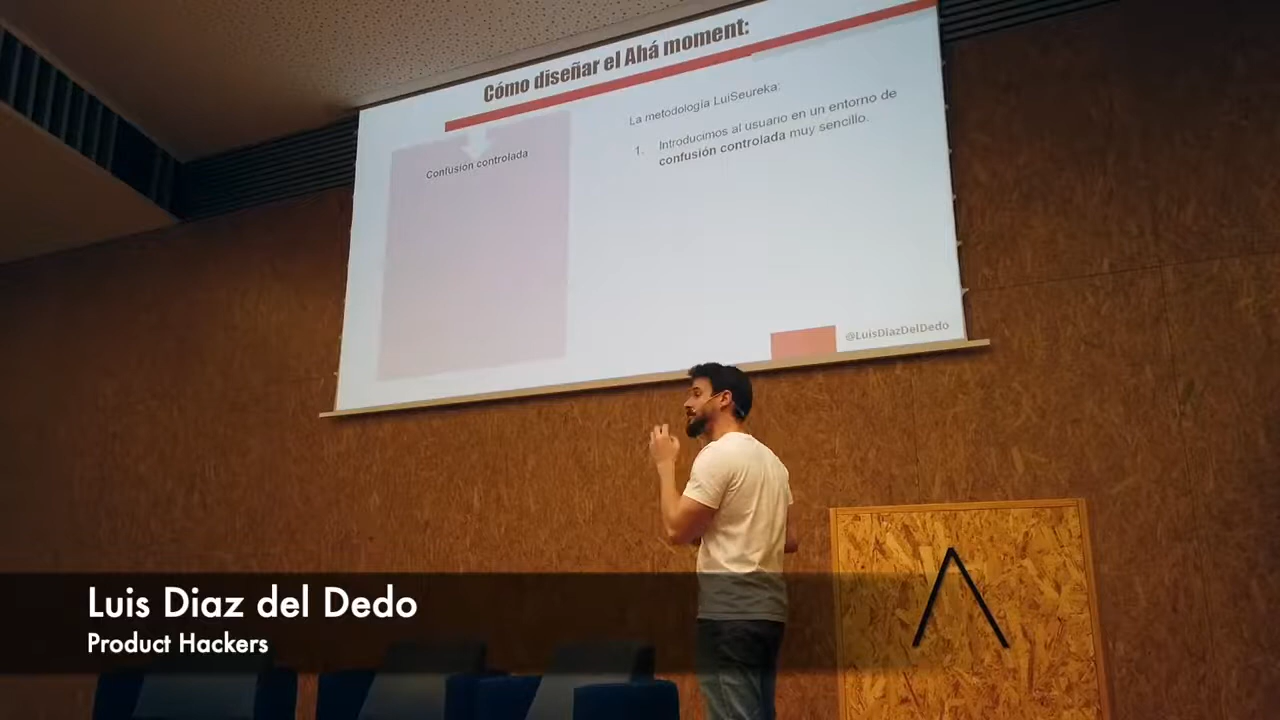 Cómo diseñar el Ahá moment:
La metodología LuiSeureka:
Confusión controlada
1. Introducimos al usuario en un entorno de
confusión controlada muy sencillo.
@LuisDiazDelDedo
Luis Diaz del Dedo
Product Hackers